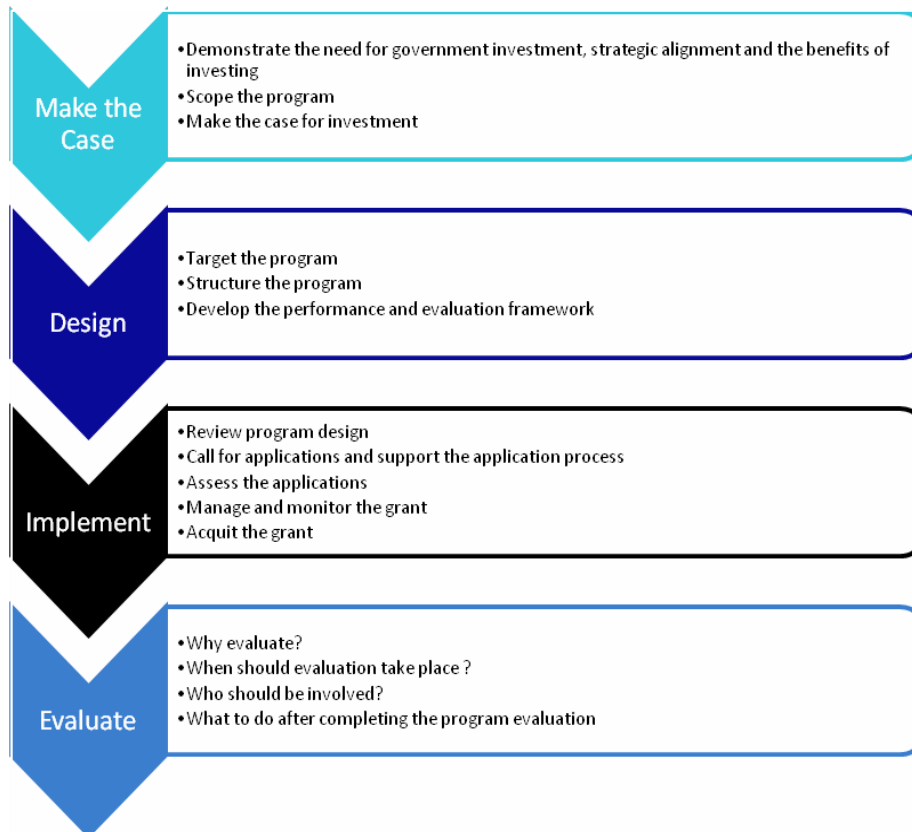 Make the
Case
•Demonstrate the need for government investment, strategic alignment and the benefits of
investing
•Scope the program
•Make the case for investment
Design
•Target the program
•Structure the program
•Develop the performance and evaluation framework
Implement
•Review program design
•Call for applications and support the application process
•Assess the applications
•Manage and monitor the grant
•Acquit the grant
Evaluate
•Why evaluate?
•When should evaluation take place ?
•Who should be involved?
•What to do after completing the program evaluation